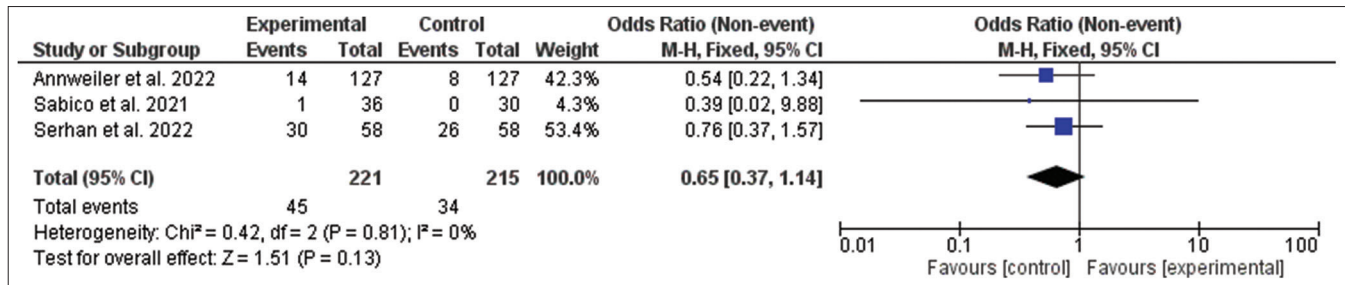 Experimental Control Odds Ratio (Non-event) Odds Ratio (Non-event)
Study or Subgroup Events Total Events Total Weight M-H, Fixed, 95% CI M-H, Fixed, 95% CI
Annweiler et al. 2022 14 127 8 127 42.3% 0.54 [0.22, 1.34]
Sabico et al. 2021 1 36 0 30 4.3% 0.39 [0.02, 9.88]
Serhan et al. 2022 30 58 26 58 53.4% 0.76 [0.37, 1.57]
Total (95% CI) 221 215 100.0% 0.65 [0.37, 1.14]
Total events 45 34
Heterogeneity: Chi² = 0.42, df = 2 (P = 0.81); I² = 0%
Test for overall effect: Z = 1.51 (P = 0.13)
0.01 0.1 1 10 100
Favours [control] Favours [experimental]